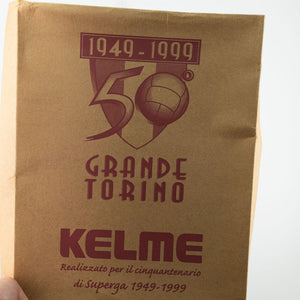 1949-1999
50°
GRANDE
TORINO
KELME
Realizzato per il cinquantenario
di Superga 1949-1999